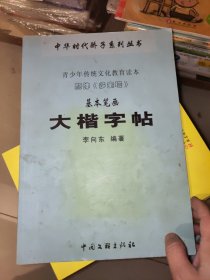 中华时代骄子系列丛书
青少年传统文化教育读本
基本笔画
大楷字帖
李向东 编著
中国文联出版社